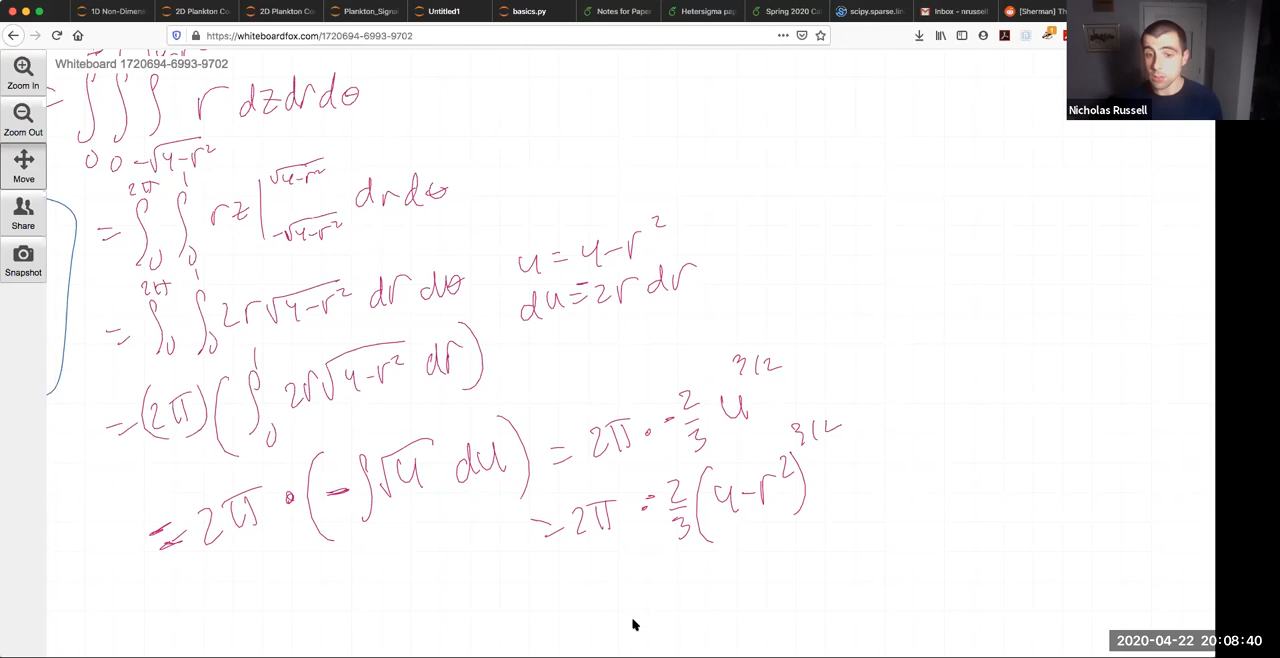 1D Non-Dimen
2D Plankton Co
2D Plankton Co
Plankton_Signa
Untitled1
basics.py
Notes for Paper
Hetersigma pap
Spring 2020 Cal
scipy.sparse.lin
Inbox - nrussell
[Sherman] Th
https://whiteboardfox.com/1720694-6993-9702
Whiteboard 1720694-6993-9702
Zoom In
Zoom Out
Move
Share
Snapshot
Nicholas Russell
= ∫₀ ∫₀ ∫_{-√(4-r²)} r dz dr dθ
= ∫₀^{2π} ∫₀^1 rz |_{-√(4-r²)}^{√(4-r²)} dr dθ
= ∫₀^{2π} ∫₀^1 2r√(4-r²) dr dθ
u = 4-r²
du = -2r dr
= (2π) (∫₀^1 2r√(4-r²) dr)
= 2π · (-∫√u du) = 2π · -2/3 u^{3/2}
= 2π · -2/3 (4-r²)^{3/2}
2020-04-22 20:08:40